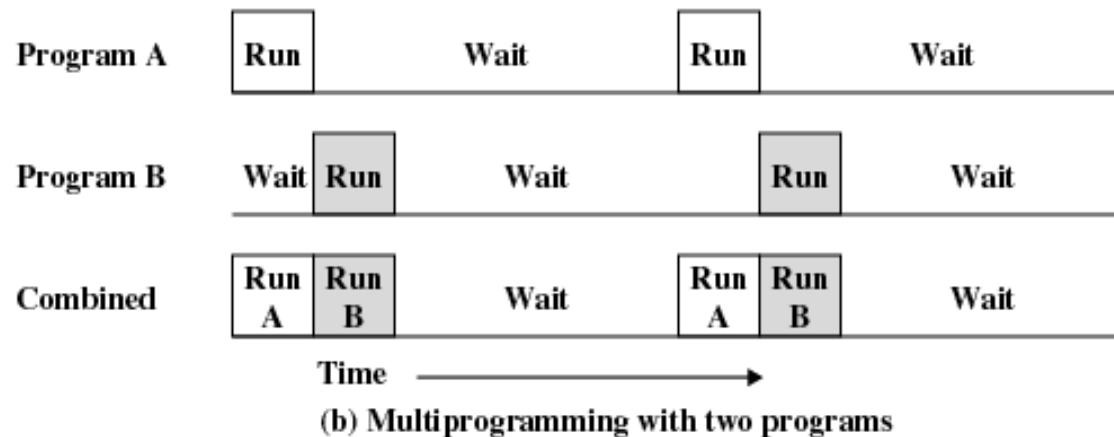 Program A Run Wait Run Wait
Program B Wait Run Wait Run Wait
Combined Run A Run B Wait Run A Run B Wait
Time
(b) Multiprogramming with two programs